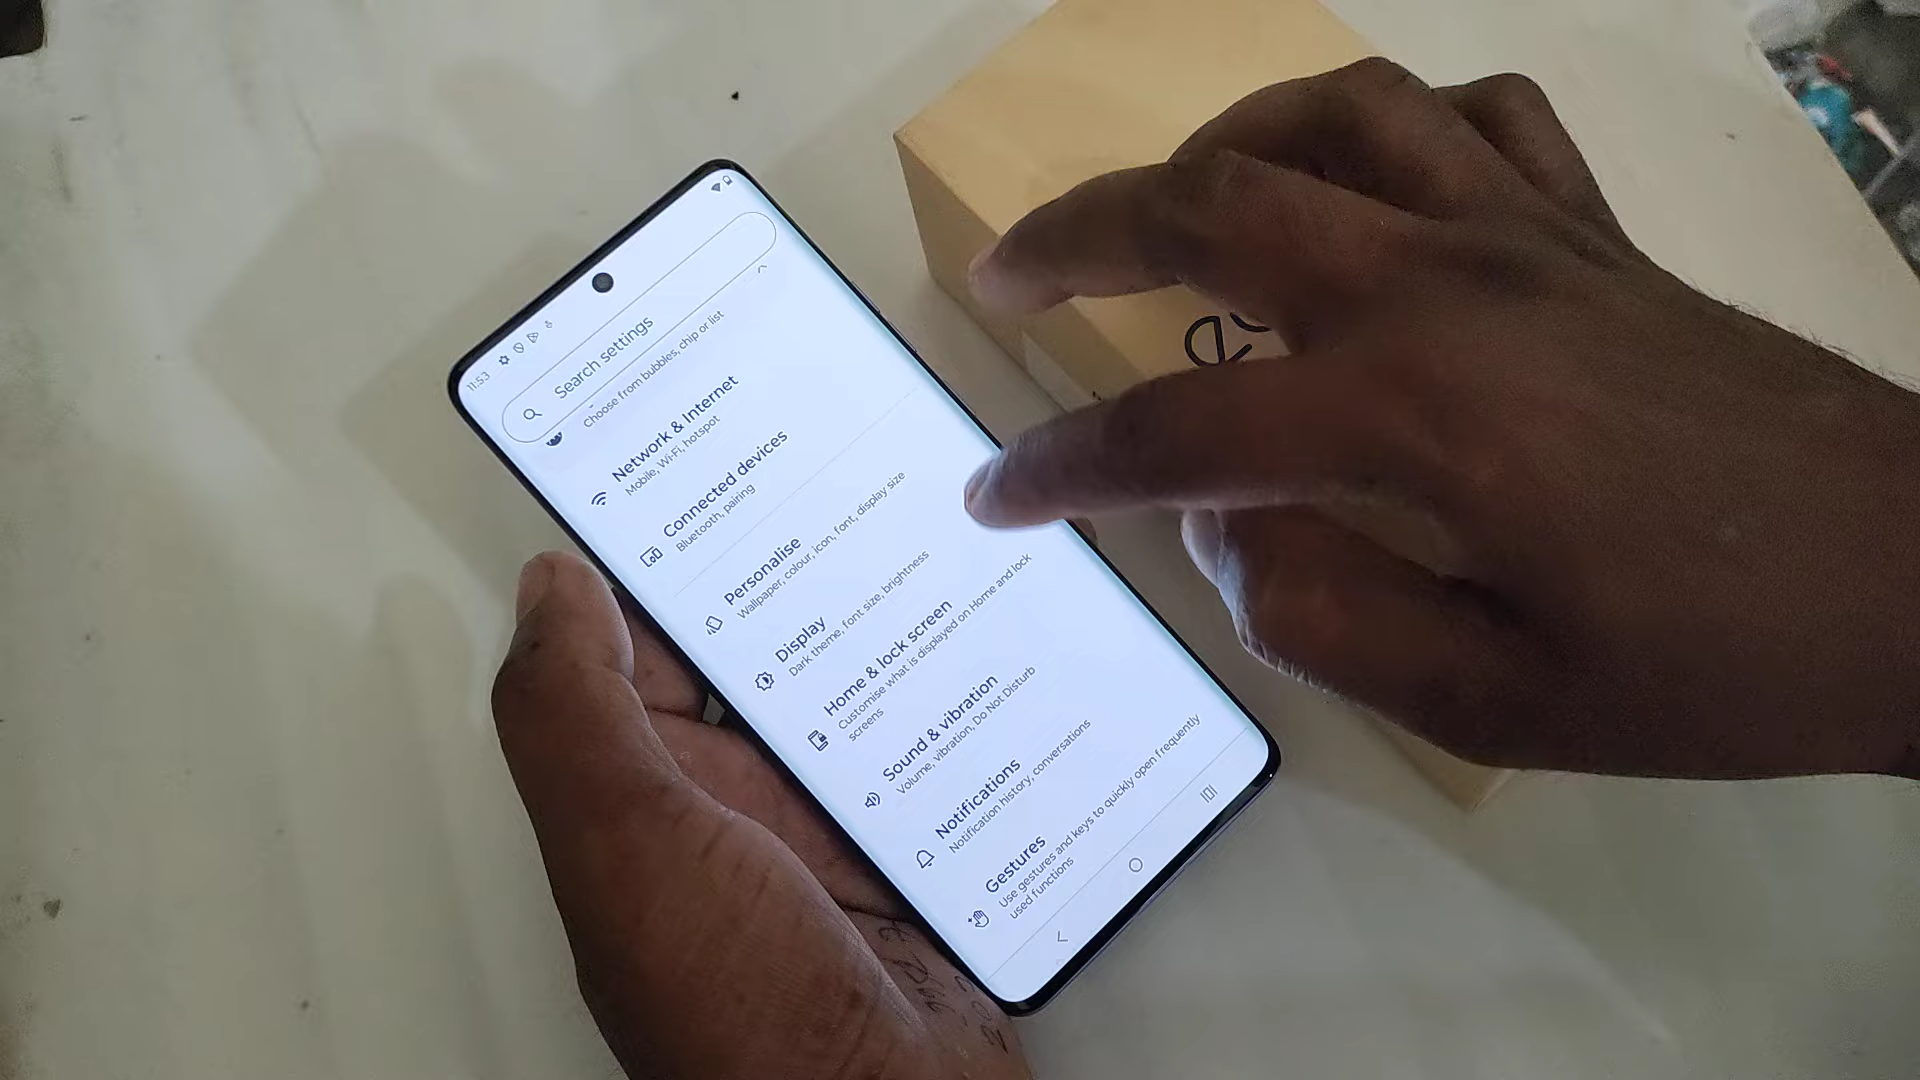 11:53
Search settings
Choose from bubbles, chip or list
Network & Internet
Mobile, Wi-Fi, hotspot
Connected devices
Bluetooth, pairing
Personalise
Wallpaper, colour, icon, font, display size
Display
Dark theme, font size, brightness
Home & lock screen
Customise what is displayed on Home and lock
screens
Sound & vibration
Volume, vibration, Do Not Disturb
Notifications
Notification history, conversations
Gestures
Use gestures and keys to quickly open frequently
used functions